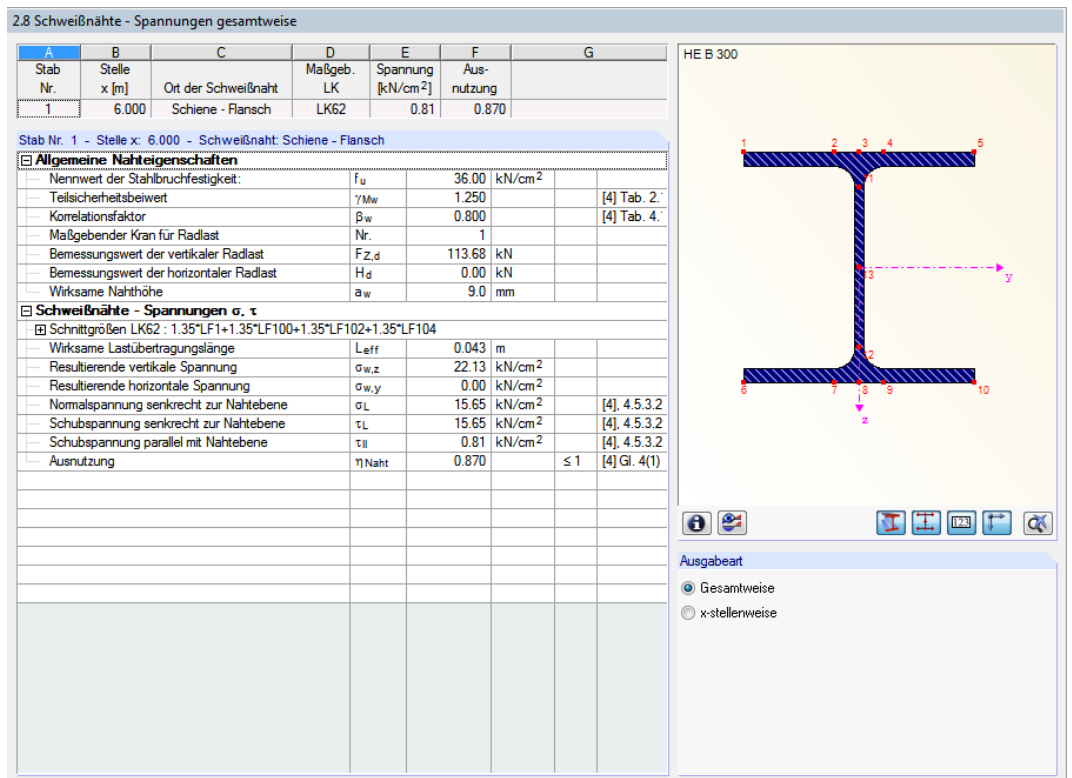 2.8 Schweißnähte - Spannungen gesamtweise
A B C D E F G
Stab Stelle Maßgeb. Spannung Aus-
Nr. x [m] Ort der Schweißnaht LK [kN/cm²] nutzung
1 6.000 Schiene - Flansch LK62 0.81 0.870
Stab Nr. 1 - Stelle x: 6.000 - Schweißnaht: Schiene - Flansch
Allgemeine Nahteigenschaften
Nennwert der Stahlbruchfestigkeit: fu 36.00 kN/cm²
Teilsicherheitsbeiwert γMw 1.250 [4] Tab. 2.
Korrelationsfaktor βw 0.800 [4] Tab. 4.
Maßgebender Kran für Radlast Nr. 1
Bemessungswert der vertikaler Radlast Fz,d 113.68 kN
Bemessungswert der horizontaler Radlast Hd 0.00 kN
Wirksame Nahthöhe aw 9.0 mm
Schweißnähte - Spannungen σ, τ
Schnittgrößen LK62 : 1.35*LF1+1.35*LF100+1.35*LF102+1.35*LF104
Wirksame Lastübertragungslänge Leff 0.043 m
Resultierende vertikale Spannung σw,z 22.13 kN/cm²
Resultierende horizontale Spannung σw,y 0.00 kN/cm²
Normalspannung senkrecht zur Nahtebene σL 15.65 kN/cm² [4], 4.5.3.2
Schubspannung senkrecht zur Nahtebene τL 15.65 kN/cm² [4], 4.5.3.2
Schubspannung parallel mit Nahtebene τII 0.81 kN/cm² [4], 4.5.3.2
Ausnutzung ηNaht 0.870 ≤ 1 [4] Gl. 4(1)
HE B 300
1 2 3 4 5
11
13
y
12
6 7 8 9 10
z
123
Ausgabeart
Gesamtweise
x-stellenweise